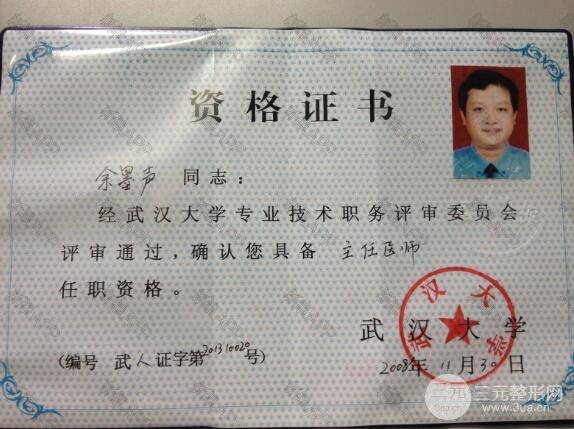 资格证书
余墨声 同志：
经武汉大学专业技术职务评审委员会
评审通过，确认您具备 主任医师
任职资格。
武汉大学
武汉大学
2008年11月30日
(编号 武人证字第201310020号)
三元整形网
www.3ua.cn